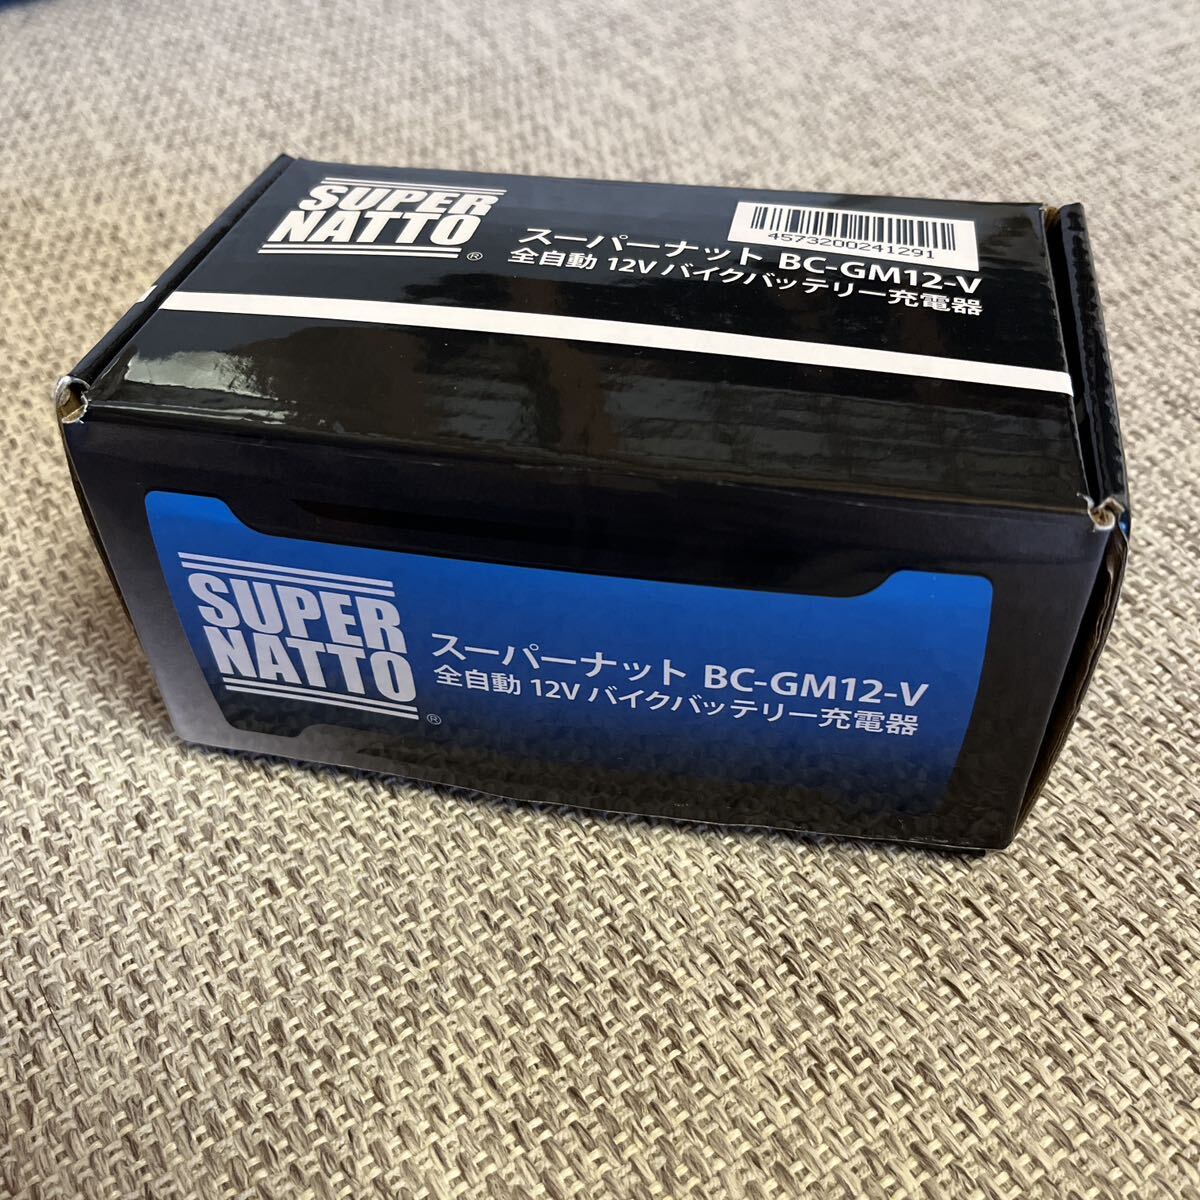 SUPER
NATTO
®
4573200241291
スーパーナット BC-GM12-V
全自動 12V バイクバッテリー充電器
SUPER
NATTO
®
スーパーナット BC-GM12-V
全自動 12V バイクバッテリー充電器